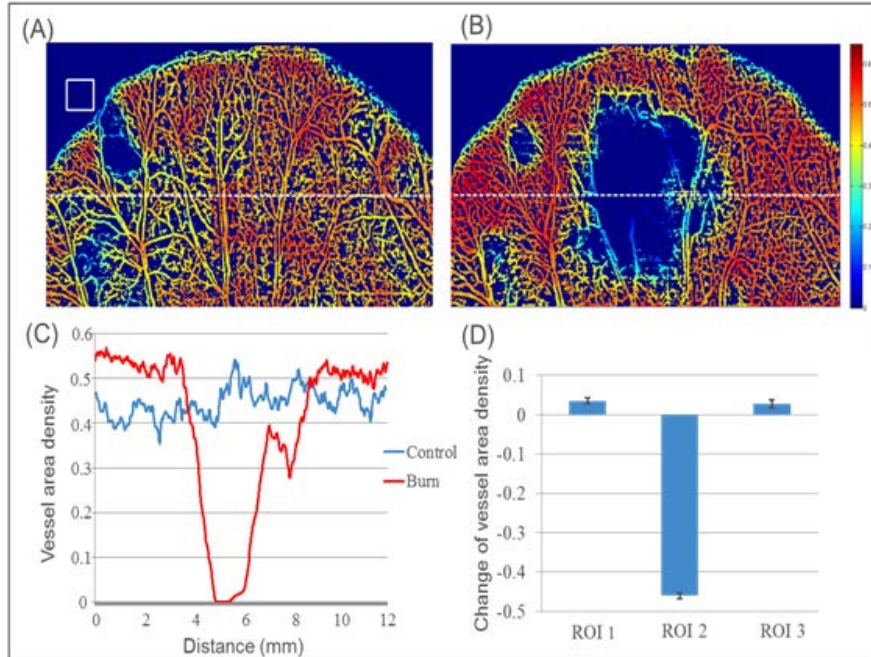 (A)
(B)
(C)
0.6
0.5
0.4
0.3
0.2
0.1
0
Vessel area density
0 2 4 6 8 10 12
Distance (mm)
Control
Burn
(D)
0.1
0
-0.1
-0.2
-0.3
-0.4
-0.5
Change of vessel area density
ROI 1 ROI 2 ROI 3